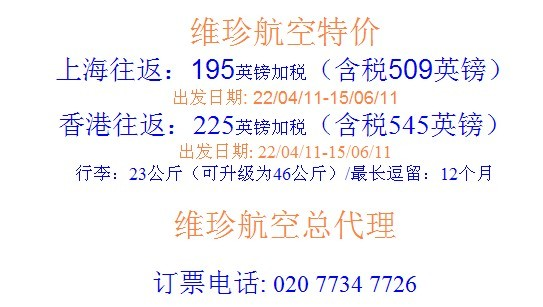 维珍航空特价
上海往返：195英镑加税（含税509英镑）
出发日期: 22/04/11-15/06/11
香港往返：225英镑加税（含税545英镑）
出发日期: 22/04/11-15/06/11
行李：23公斤（可升级为46公斤）/最长逗留：12个月
维珍航空总代理
订票电话: 020 7734 7726